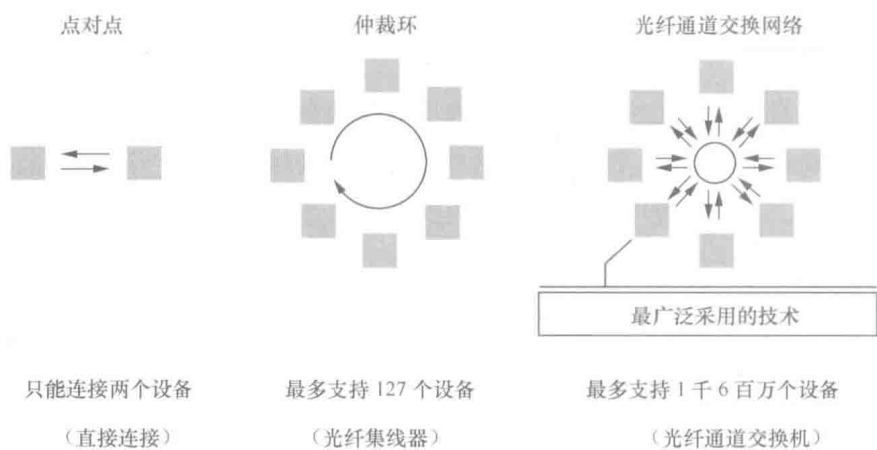 点对点
仲裁环
光纤通道交换网络
最广泛采用的技术
只能连接两个设备
最多支持 127 个设备
最多支持 1 千 6 百万个设备
（直接连接）
（光纤集线器）
（光纤通道交换机）